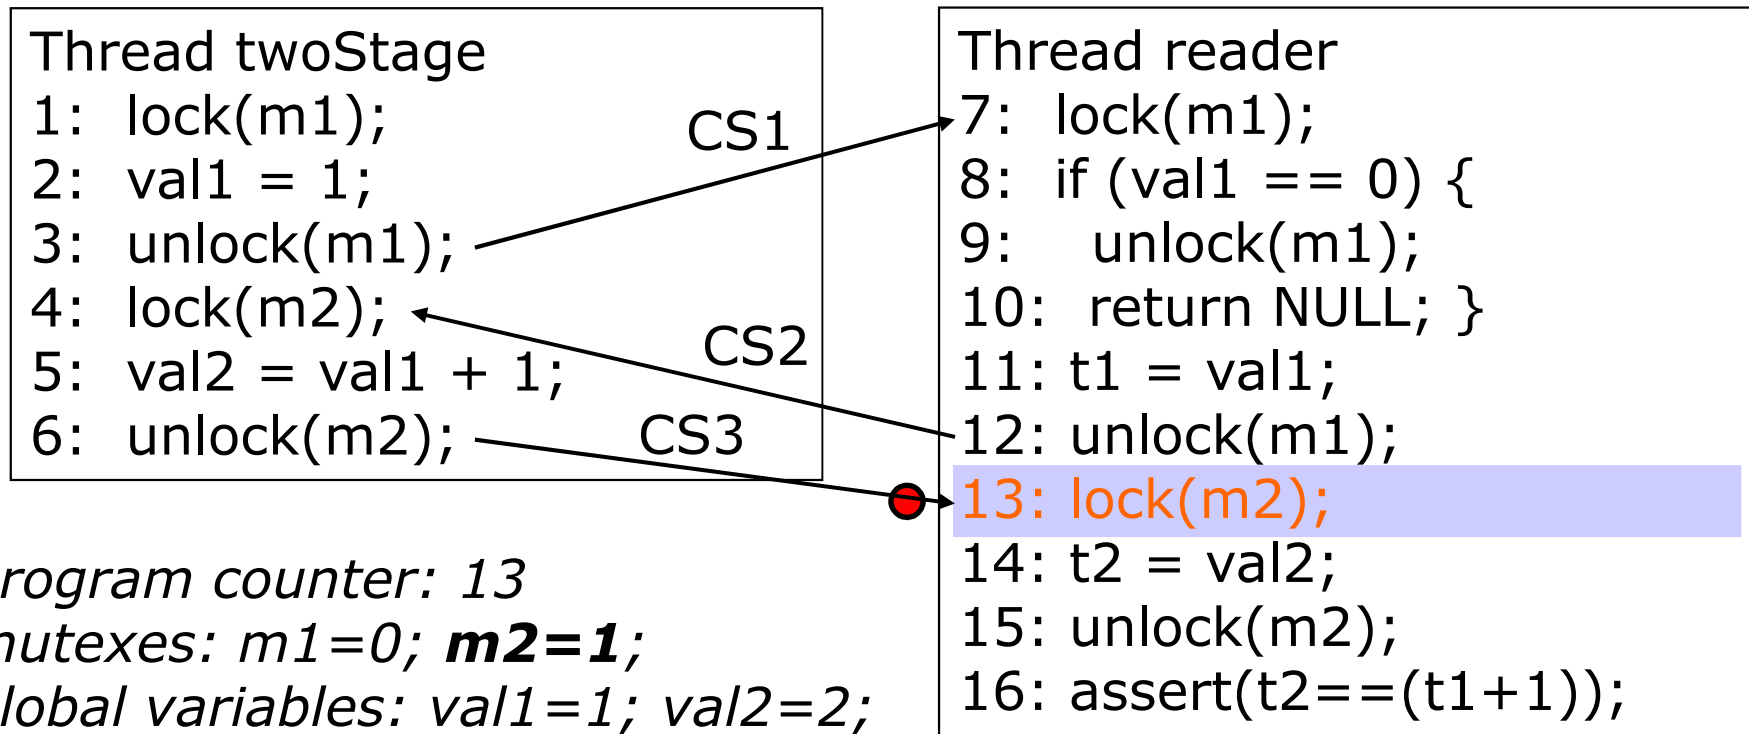 Thread twoStage
1: lock(m1);
2: val1 = 1;
3: unlock(m1);
4: lock(m2);
5: val2 = val1 + 1;
6: unlock(m2);
CS1
CS2
CS3
Thread reader
7: lock(m1);
8: if (val1 == 0) {
9: unlock(m1);
10: return NULL; }
11: t1 = val1;
12: unlock(m1);
13: lock(m2);
14: t2 = val2;
15: unlock(m2);
16: assert(t2==(t1+1));
rogram counter: 13
mutexes: m1=0; m2=1;
lobal variables: val1=1; val2=2;